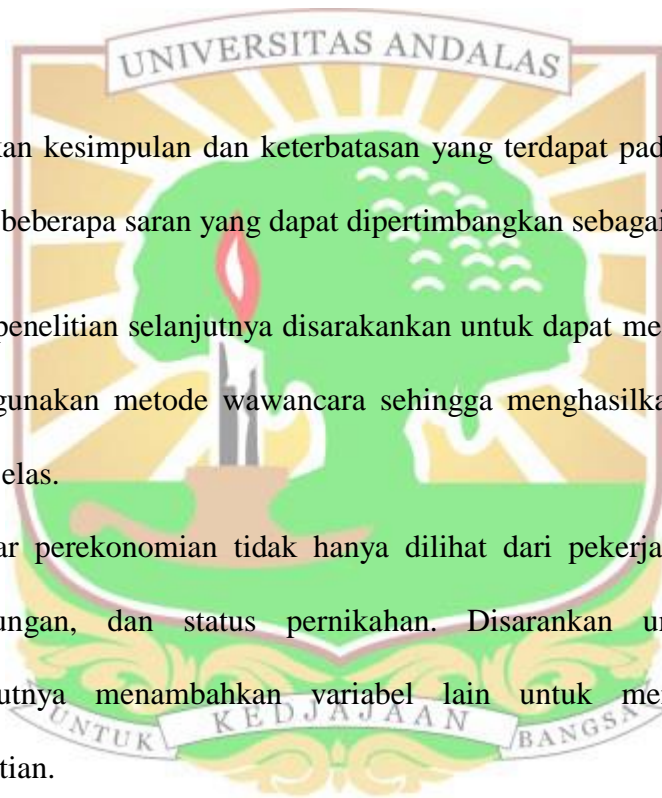 UNIVERSITAS ANDALAS
kan kesimpulan dan keterbatasan yang terdapat pad
beberapa saran yang dapat dipertimbangkan sebagai
penelitian selanjutnya disarakankan untuk dapat me
gunakan metode wawancara sehingga menghasilka
elas.
ar perekonomian tidak hanya dilihat dari pekerja
ungan, dan status pernikahan. Disarankan u
utnya menambahkan variabel lain untuk me
UNTUK KEDJAJAAN BANGSA
tian.